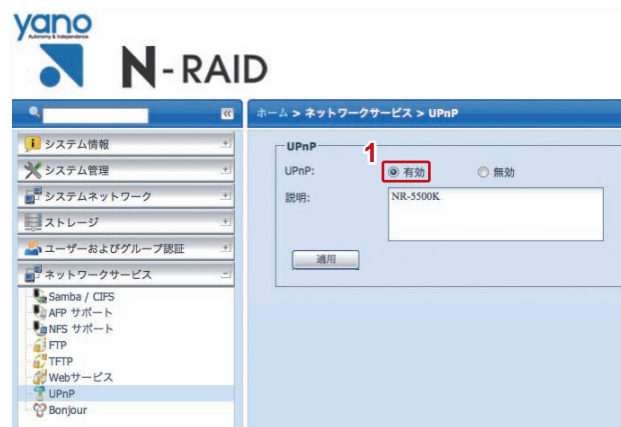 yano
Autonomy & Independence
N-RAID
ホーム > ネットワークサービス > UPnP
システム情報
システム管理
システムネットワーク
ストレージ
ユーザーおよびグループ認証
ネットワークサービス
Samba / CIFS
AFP サポート
NFS サポート
FTP
TFTP
Webサービス
UPnP
Bonjour
UPnP
1
UPnP: 有効 無効
説明: NR-5500K
適用